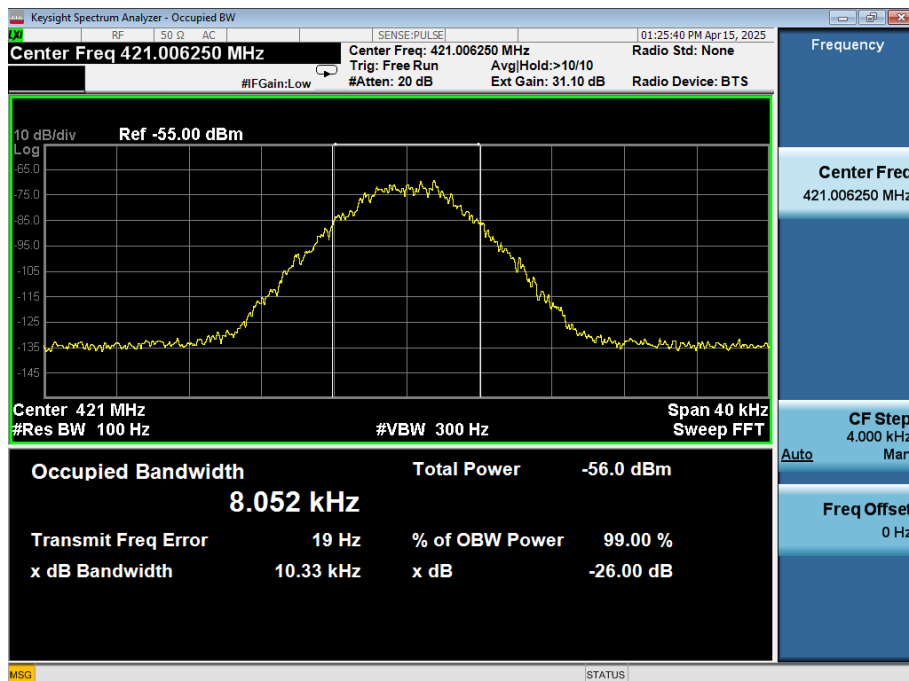 Keysight Spectrum Analyzer - Occupied BW
LXI RF 50 Ω AC SENSE:PULSE 01:25:40 PM Apr 15, 2025
Center Freq 421.006250 MHz
Center Freq: 421.006250 MHz Radio Std: None
Trig: Free Run Avg|Hold:>10/10
#IFGain:Low #Atten: 20 dB Ext Gain: 31.10 dB Radio Device: BTS
10 dB/div Ref -55.00 dBm
Log
-65.0
-75.0
-85.0
-95.0
-105
-115
-125
-135
-145
Center 421 MHz Span 40 kHz
#Res BW 100 Hz #VBW 300 Hz Sweep FFT
Occupied Bandwidth Total Power -56.0 dBm
8.052 kHz
Transmit Freq Error 19 Hz % of OBW Power 99.00 %
x dB Bandwidth 10.33 kHz x dB -26.00 dB
MSG STATUS
Frequency
Center Freq
421.006250 MHz
CF Step
4.000 kHz
Auto Man
Freq Offset
0 Hz